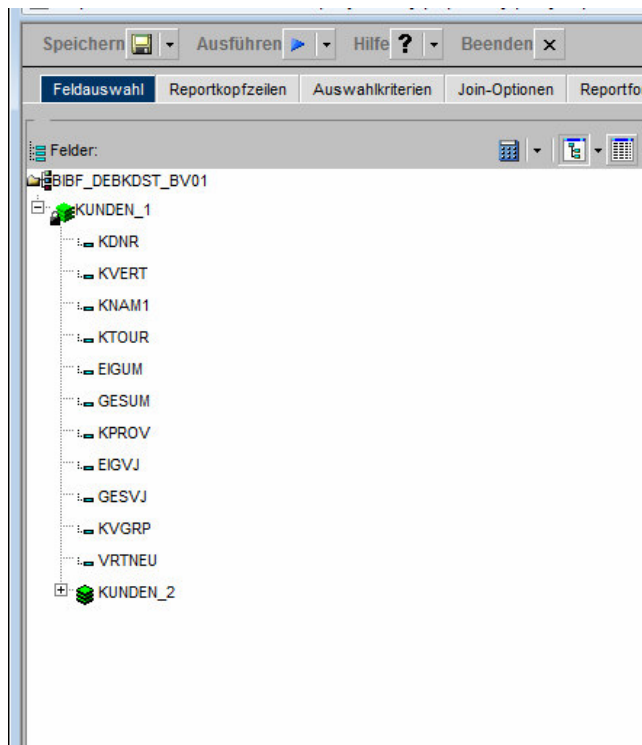 Speichern Ausführen Hilfe ? Beenden X
Feldauswahl Reportkopfzeilen Auswahlkriterien Join-Optionen Reportfo
Felder:
BIBF_DEBKDST_BV01
KUNDEN_1
KDNR
KVERT
KNAM1
KTOUR
EIGUM
GESUM
KPROV
EIGVJ
GESVJ
KVGRP
VRTNEU
KUNDEN_2